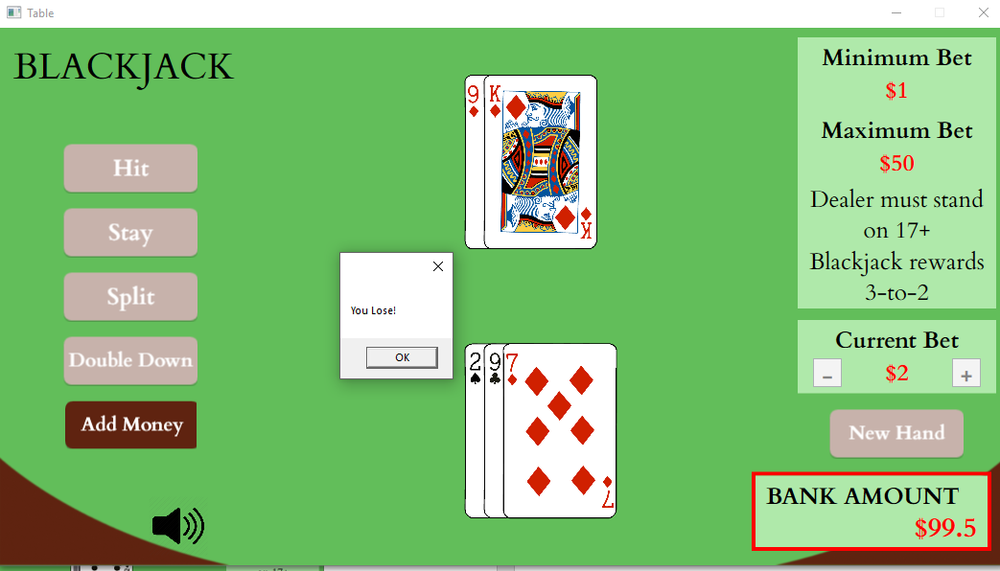 Table
BLACKJACK
Hit
Stay
Split
Double Down
Add Money
9 K
K
You Lose!
OK
2 9 7
7
Minimum Bet
$1
Maximum Bet
$50
Dealer must stand
on 17+
Blackjack rewards
3-to-2
Current Bet
- $2 +
New Hand
BANK AMOUNT
$99.5